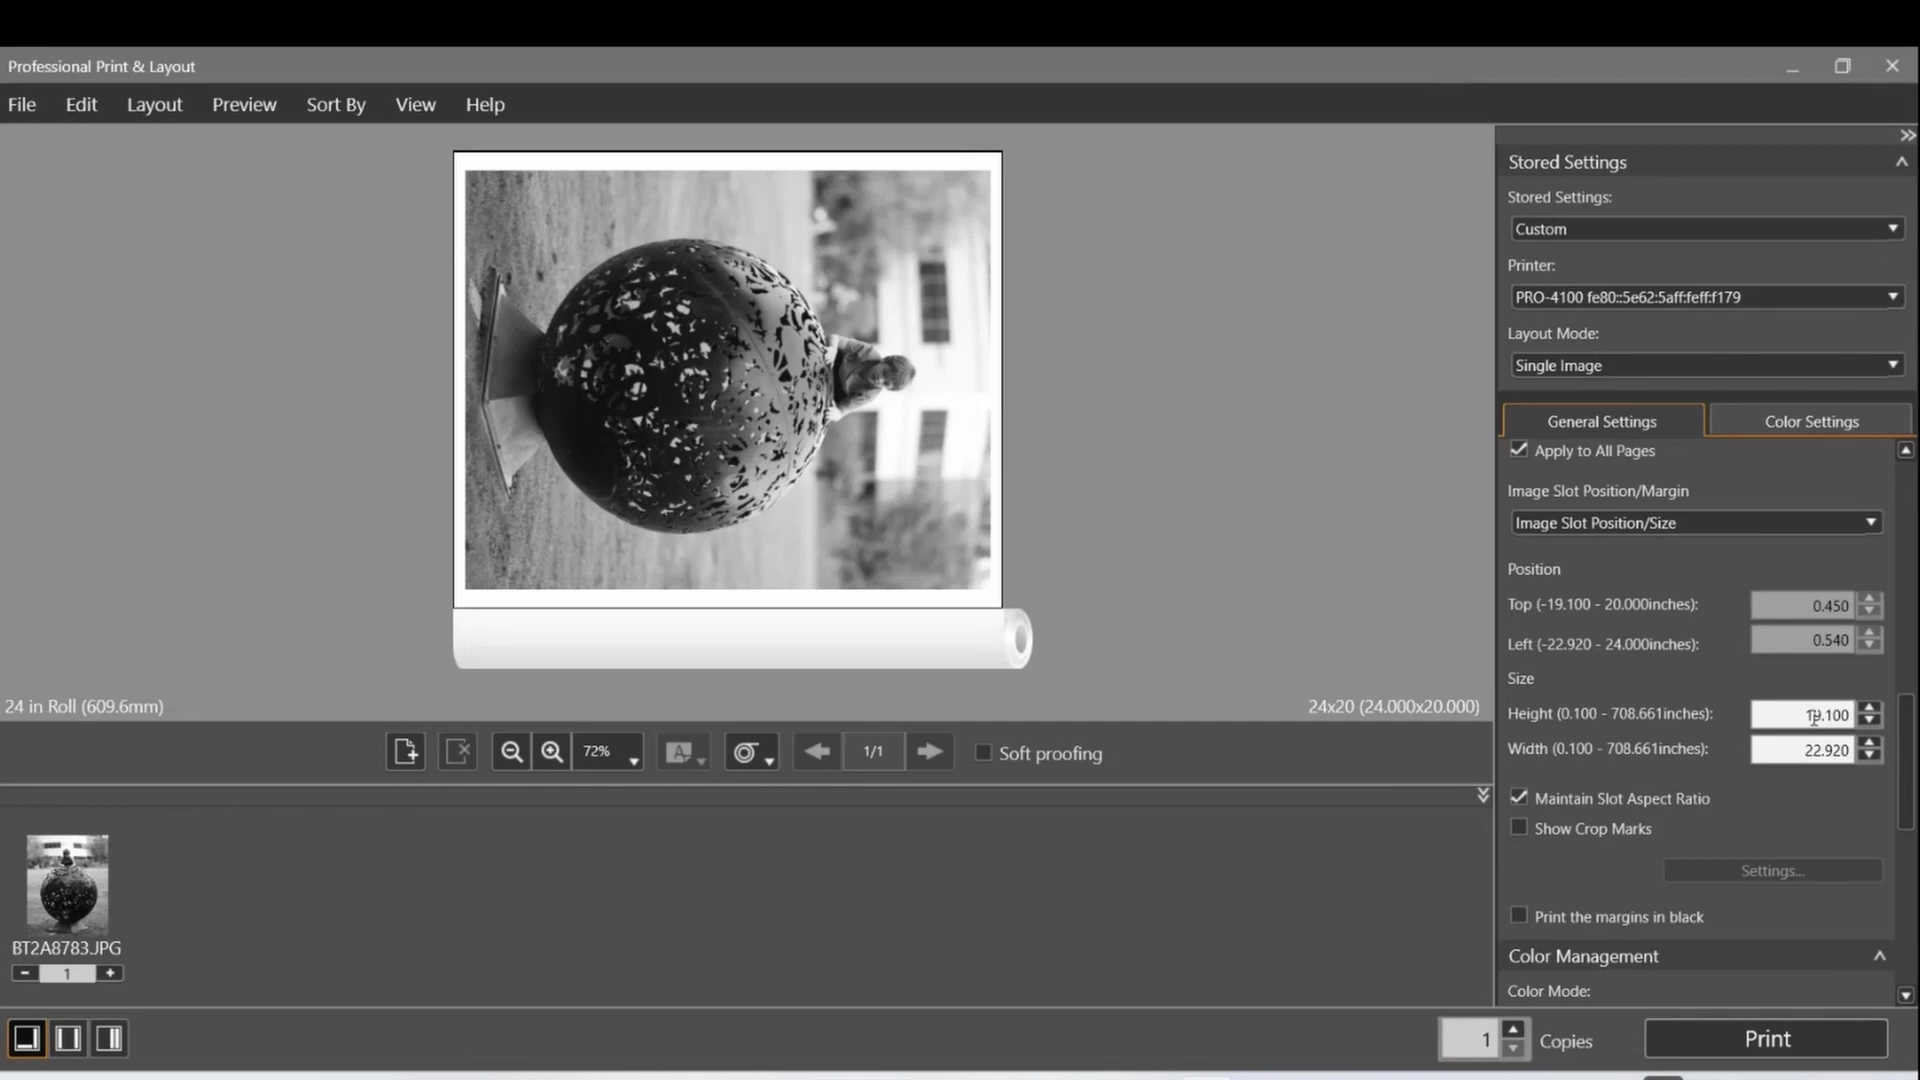 Professional Print & Layout
File Edit Layout Preview Sort By View Help
Stored Settings
Stored Settings:
Custom
Printer:
PRO-4100 fe80::5e62:5aff:feff:f179
Layout Mode:
Single Image
General Settings Color Settings
Apply to All Pages
Image Slot Position/Margin
Image Slot Position/Size
Position
Top (-19.100 - 20.000inches): 0.450
Left (-22.920 - 24.000inches): 0.540
Size
Height (0.100 - 708.661inches): 19.100
Width (0.100 - 708.661inches): 22.920
Maintain Slot Aspect Ratio
Show Crop Marks
Settings...
Print the margins in black
Color Management
Color Mode:
24 in Roll (609.6mm) 24x20 (24.000x20.000)
72% A 1/1 Soft proofing
BT2A8783.JPG
- 1 +
1 Copies Print